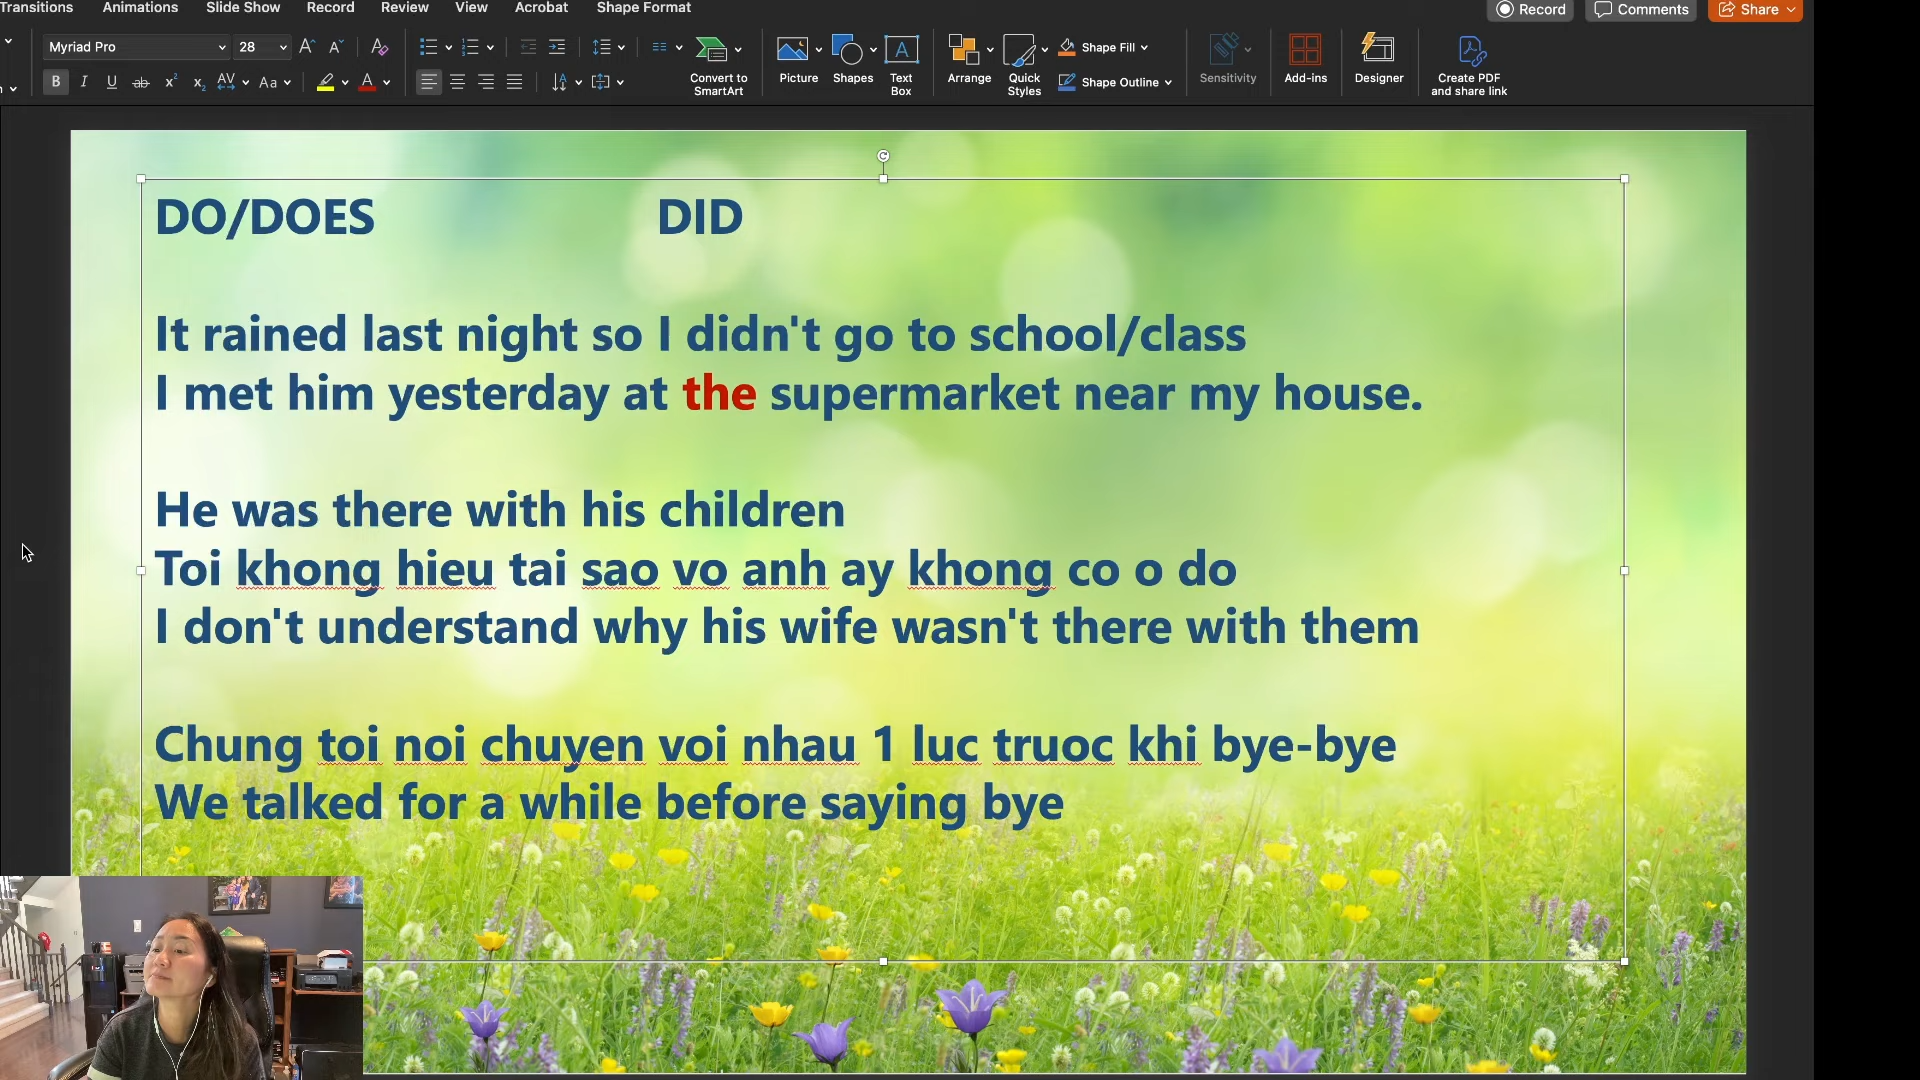 Transitions Animations Slide Show Record Review View Acrobat Shape Format Record Comments Share
Myriad Pro 28
Convert to SmartArt Picture Shapes Text Box Arrange Quick Styles Shape Fill Shape Outline Sensitivity Add-ins Designer Create PDF and share link
DO/DOES DID
It rained last night so I didn't go to school/class
I met him yesterday at the supermarket near my house.
He was there with his children
Toi khong hieu tai sao vo anh ay khong co o do
I don't understand why his wife wasn't there with them
Chung toi noi chuyen voi nhau 1 luc truoc khi bye-bye
We talked for a while before saying bye